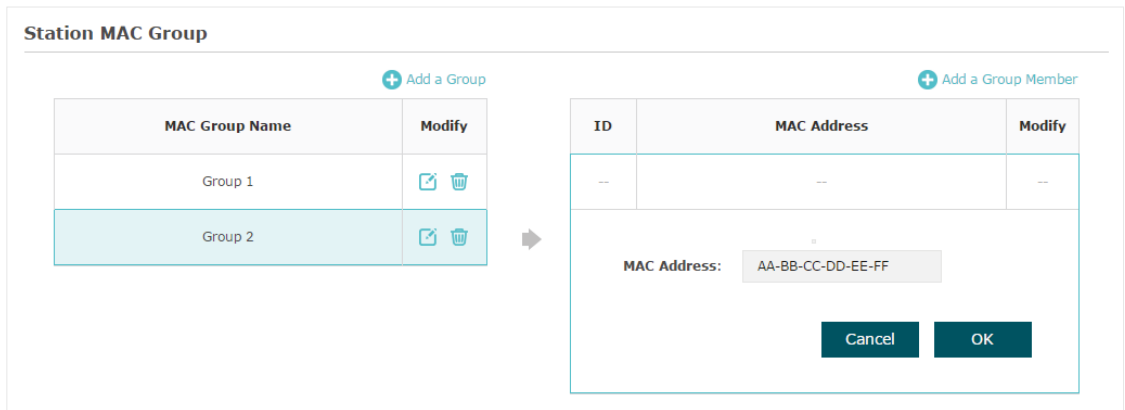 Station MAC Group
Add a Group
Add a Group Member
MAC Group Name Modify
ID MAC Address Modify
Group 1
-- -- --
Group 2
MAC Address: AA-BB-CC-DD-EE-FF
Cancel OK